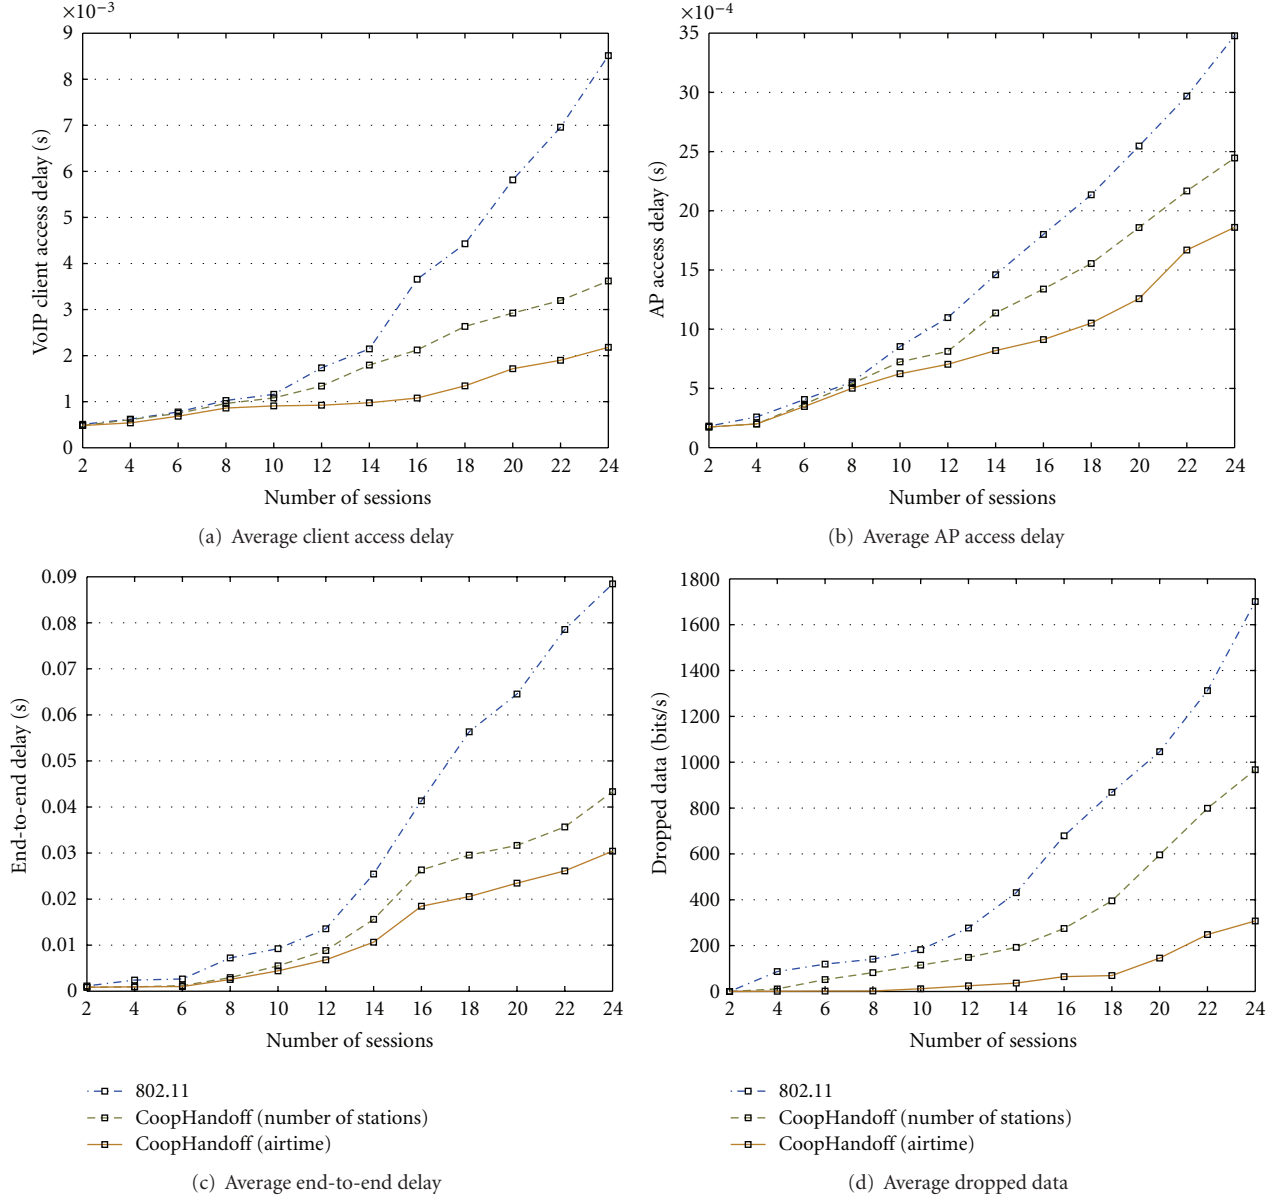 ×10⁻³
9
8
7
6
5
4
3
2
1
0
VoIP client access delay (s)
2 4 6 8 10 12 14 16 18 20 22 24
Number of sessions
(a) Average client access delay
×10⁻⁴
35
30
25
20
15
10
5
0
AP access delay (s)
2 4 6 8 10 12 14 16 18 20 22 24
Number of sessions
(b) Average AP access delay
0.09
0.08
0.07
0.06
0.05
0.04
0.03
0.02
0.01
0
End-to-end delay (s)
2 4 6 8 10 12 14 16 18 20 22 24
Number of sessions
802.11
CoopHandoff (number of stations)
CoopHandoff (airtime)
(c) Average end-to-end delay
1800
1600
1400
1200
1000
800
600
400
200
0
Dropped data (bits/s)
2 4 6 8 10 12 14 16 18 20 22 24
Number of sessions
802.11
CoopHandoff (number of stations)
CoopHandoff (airtime)
(d) Average dropped data